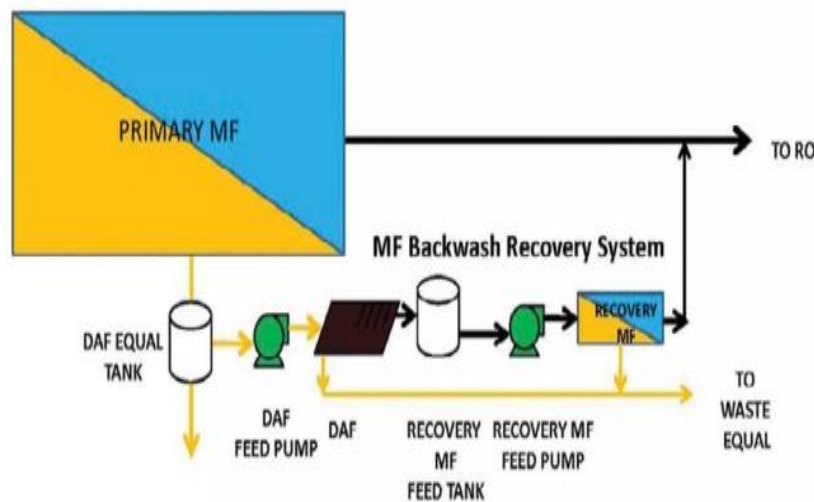 PRIMARY MF
TO RO
MF Backwash Recovery System
RECOVERY
MF
DAF EQUAL
TANK
DAF
FEED PUMP
DAF
RECOVERY
MF
FEED TANK
RECOVERY MF
FEED PUMP
TO
WASTE
EQUAL